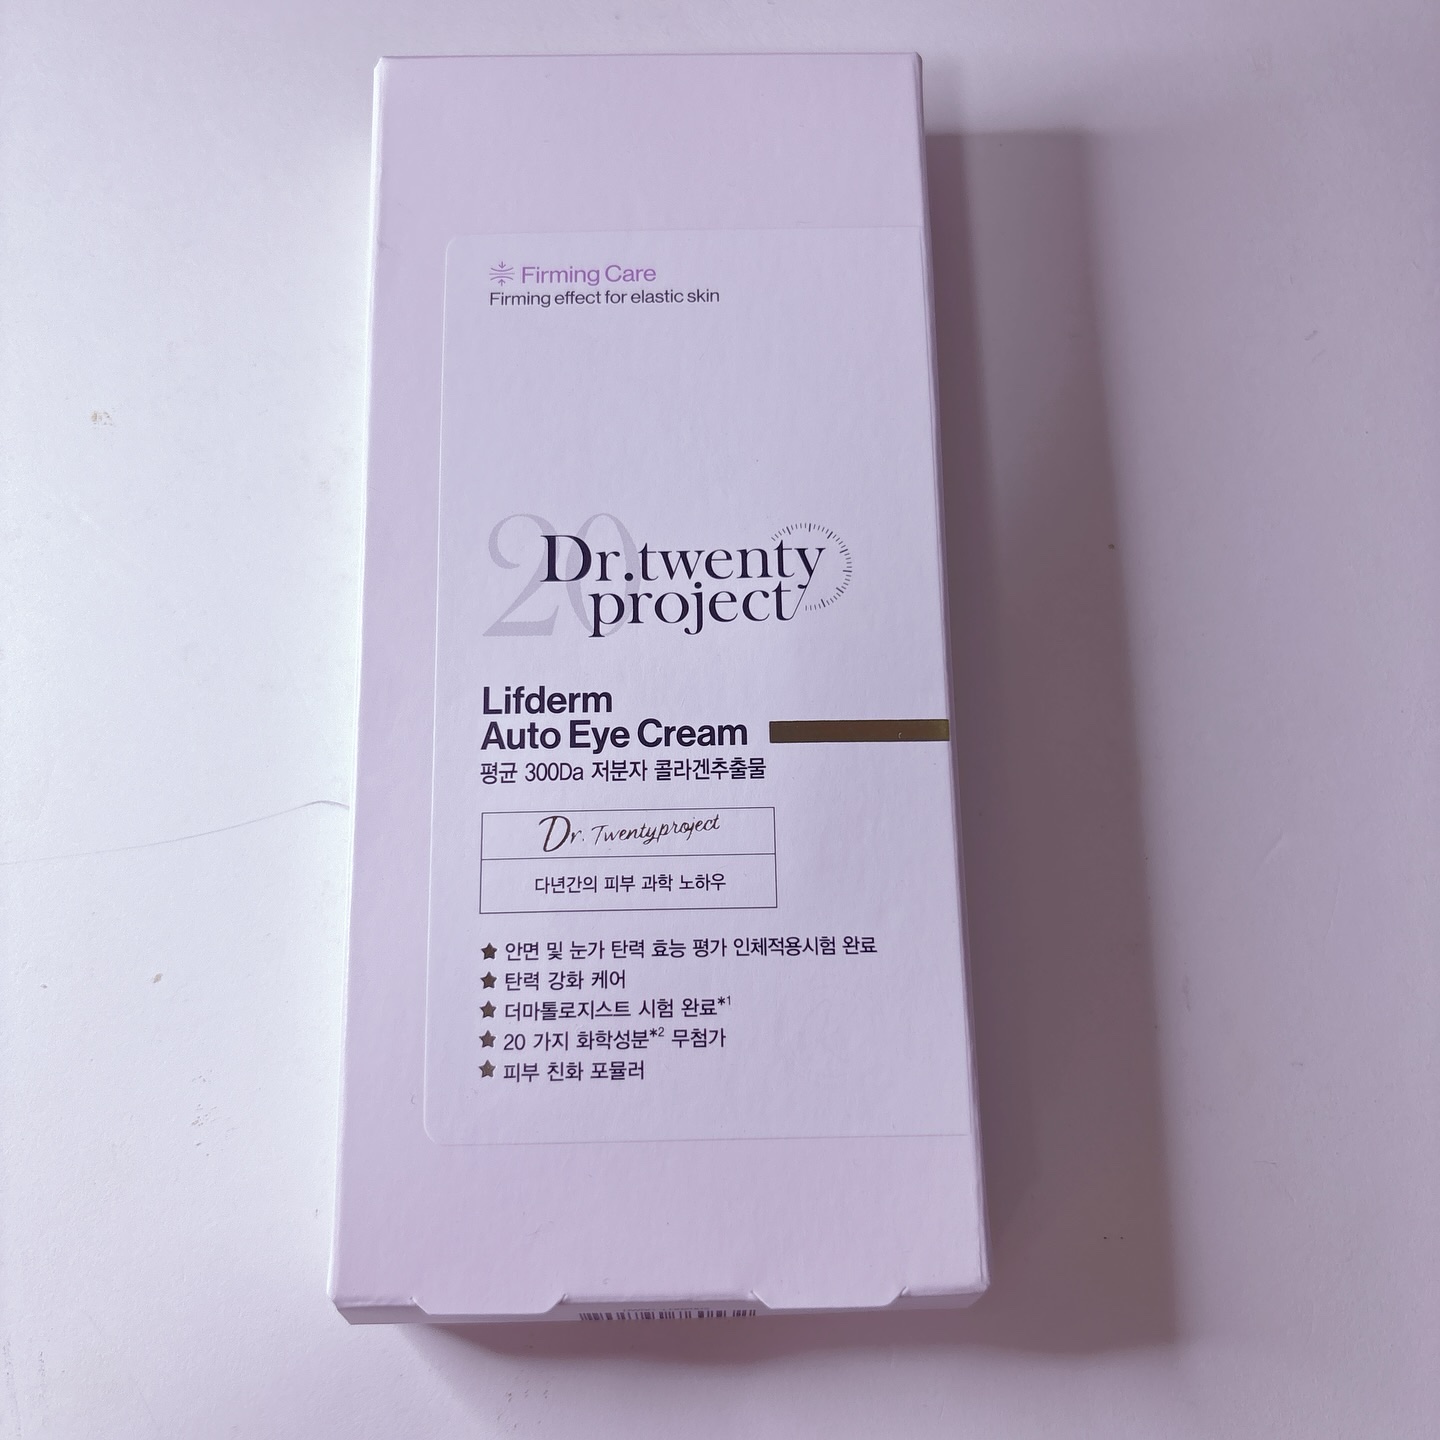 Firming Care
Firming effect for elastic skin
20
Dr.twenty
project
Lifderm
Auto Eye Cream
평균 300Da 저분자 콜라겐추출물
Dr. Twentyproject
다년간의 피부 과학 노하우
안면 및 눈가 탄력 효능 평가 인체적용시험 완료
탄력 강화 케어
더마톨로지스트 시험 완료*1
20 가지 화학성분*2 무첨가
피부 친화 포뮬러